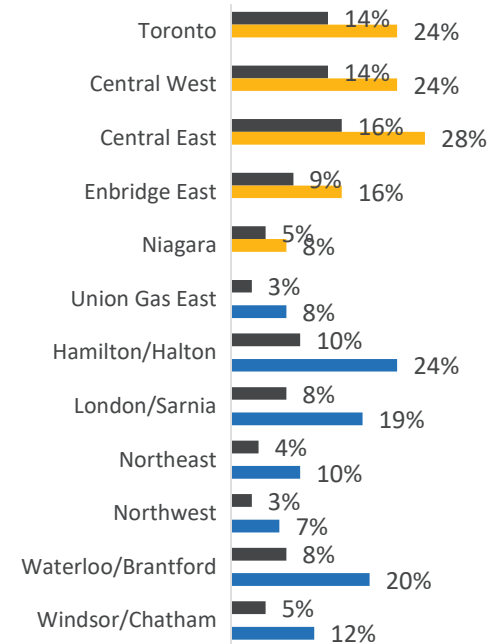 Toronto 14%
24%
Central West 14%
24%
Central East 16%
28%
Enbridge East 9%
16%
Niagara 5%
8%
Union Gas East 3%
8%
Hamilton/Halton 10%
24%
London/Sarnia 8%
19%
Northeast 4%
10%
Northwest 3%
7%
Waterloo/Brantford 8%
20%
Windsor/Chatham 5%
12%